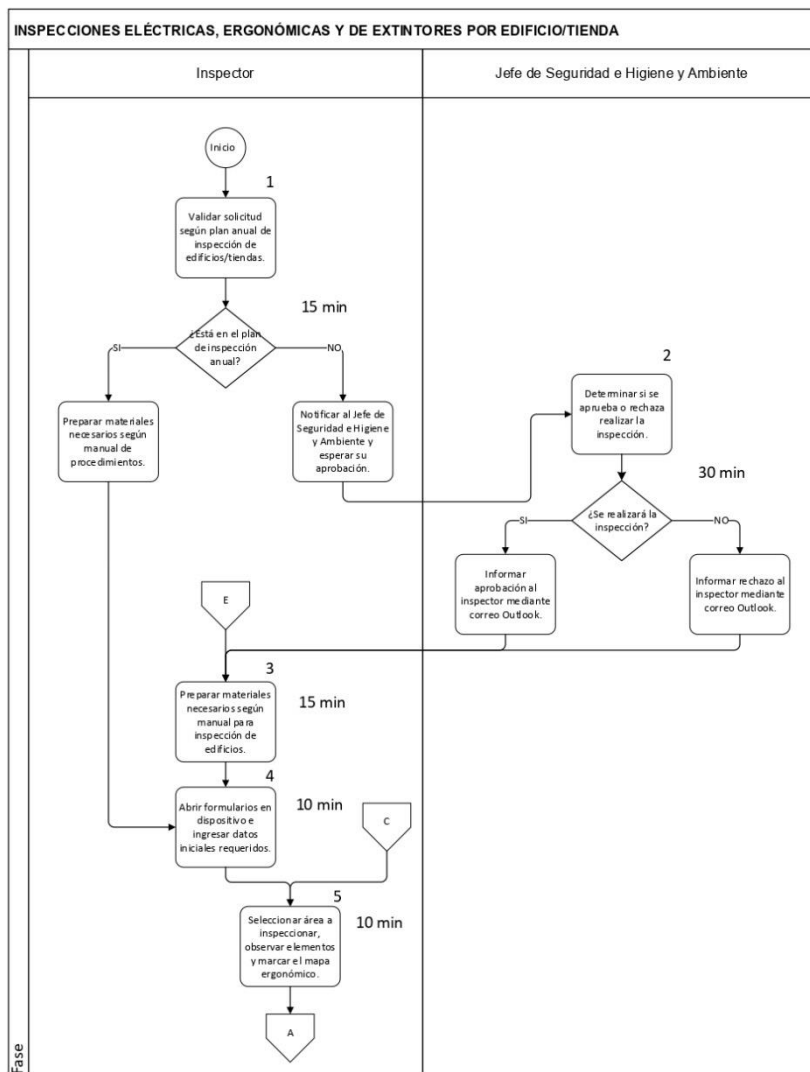 INSPECCIONES ELÉCTRICAS, ERGONÓMICAS Y DE EXTINTORES POR EDIFICIO/TIENDA
Inspector
Jefe de Seguridad e Higiene y Ambiente
Inicio
1
Validar solicitud
según plan anual de
inspección de
edificios/tiendas.
15 min
¿Está en el plan
de inspección
anual?
SI
NO
2
Determinar si se
aprueba o rechaza
realizar la
inspección.
Preparar materiales
necesarios según
manual de
procedimientos.
Notificar al Jefe de
Seguridad e Higiene
y Ambiente y
esperar su
aprobación.
30 min
¿Se realizará la
inspección?
SI
NO
Informar
aprobación al
inspector mediante
correo Outlook.
Informar rechazo al
inspector mediante
correo Outlook.
E
3
Preparar materiales
necesarios según
manual para
inspección de
edificios.
15 min
4
Abrir formularios en
dispositivo e
ingresar datos
iniciales requeridos.
10 min
C
5
Seleccionar área a
inspeccionar,
observar elementos
y marcar el mapa
ergonómico.
10 min
A
Fase